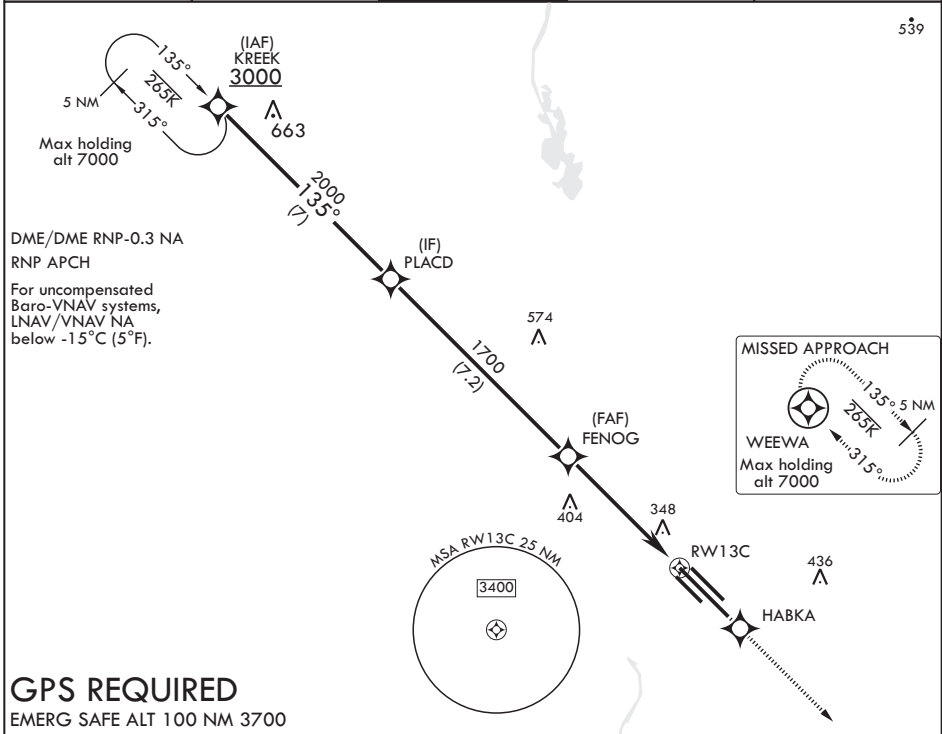 539
(IAF)
KREEK
3000
135°
265K
315°
5 NM
Max holding
alt 7000
663
2000
135°
(7)
DME/DME RNP-0.3 NA
RNP APCH
For uncompensated
Baro-VNAV systems,
LNAV/VNAV NA
below -15°C (5°F).
(IF)
PLACD
574
1700
(7.2)
MISSED APPROACH
135°
5 NM
265K
315°
WEEWA
Max holding
alt 7000
(FAF)
FENOG
404
348
RW13C
436
MSA RW13C 25 NM
3400
HABKA
GPS REQUIRED
EMERG SAFE ALT 100 NM 3700